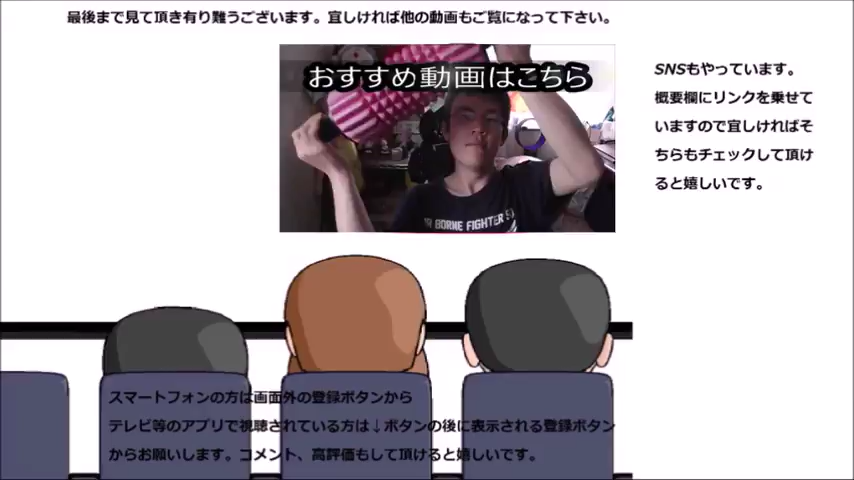 最後まで見て頂き有り難うございます。宜しければ他の動画もご覧になって下さい。
おすすめ動画はこちら
SNSもやっています。
概要欄にリンクを乗せて
いますので宜しければそ
ちらもチェックして頂け
ると嬉しいです。
BORNE FIGHTER
スマートフォンの方は画面外の登録ボタンから
テレビ等のアプリで視聴されている方は↓ボタンの後に表示される登録ボタン
からお願いします。コメント、高評価もして頂けると嬉しいです。